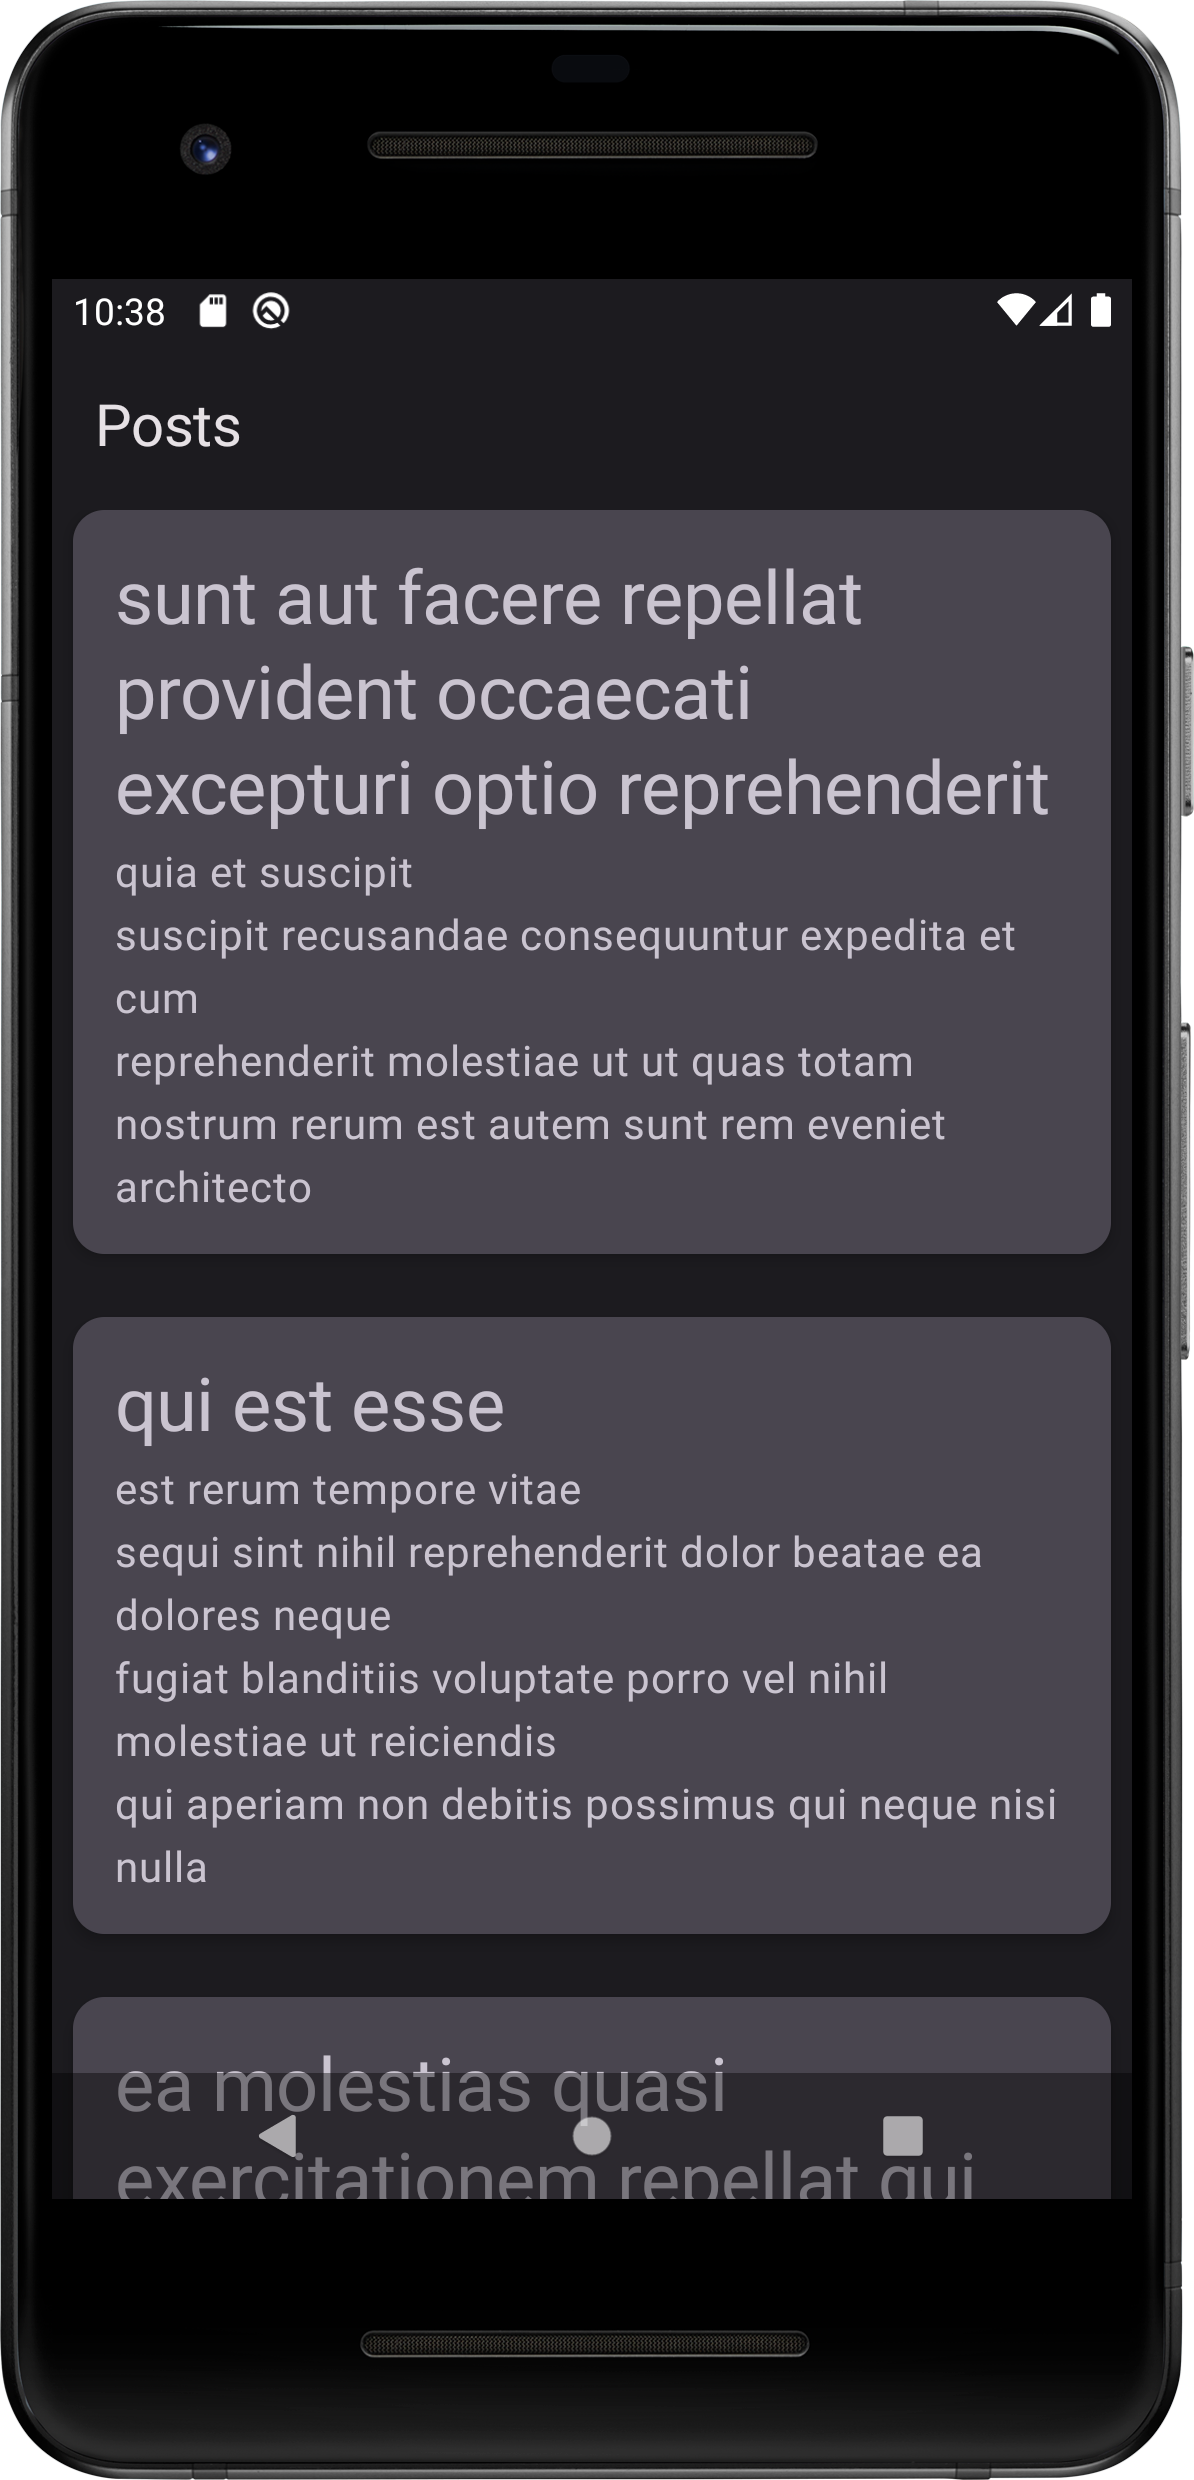 10:38
Posts
sunt aut facere repellat
provident occaecati
excepturi optio reprehenderit
quia et suscipit
suscipit recusandae consequuntur expedita et
cum
reprehenderit molestiae ut ut quas totam
nostrum rerum est autem sunt rem eveniet
architecto
qui est esse
est rerum tempore vitae
sequi sint nihil reprehenderit dolor beatae ea
dolores neque
fugiat blanditiis voluptate porro vel nihil
molestiae ut reiciendis
qui aperiam non debitis possimus qui neque nisi
nulla
ea molestias quasi
exercitationem repellat qui